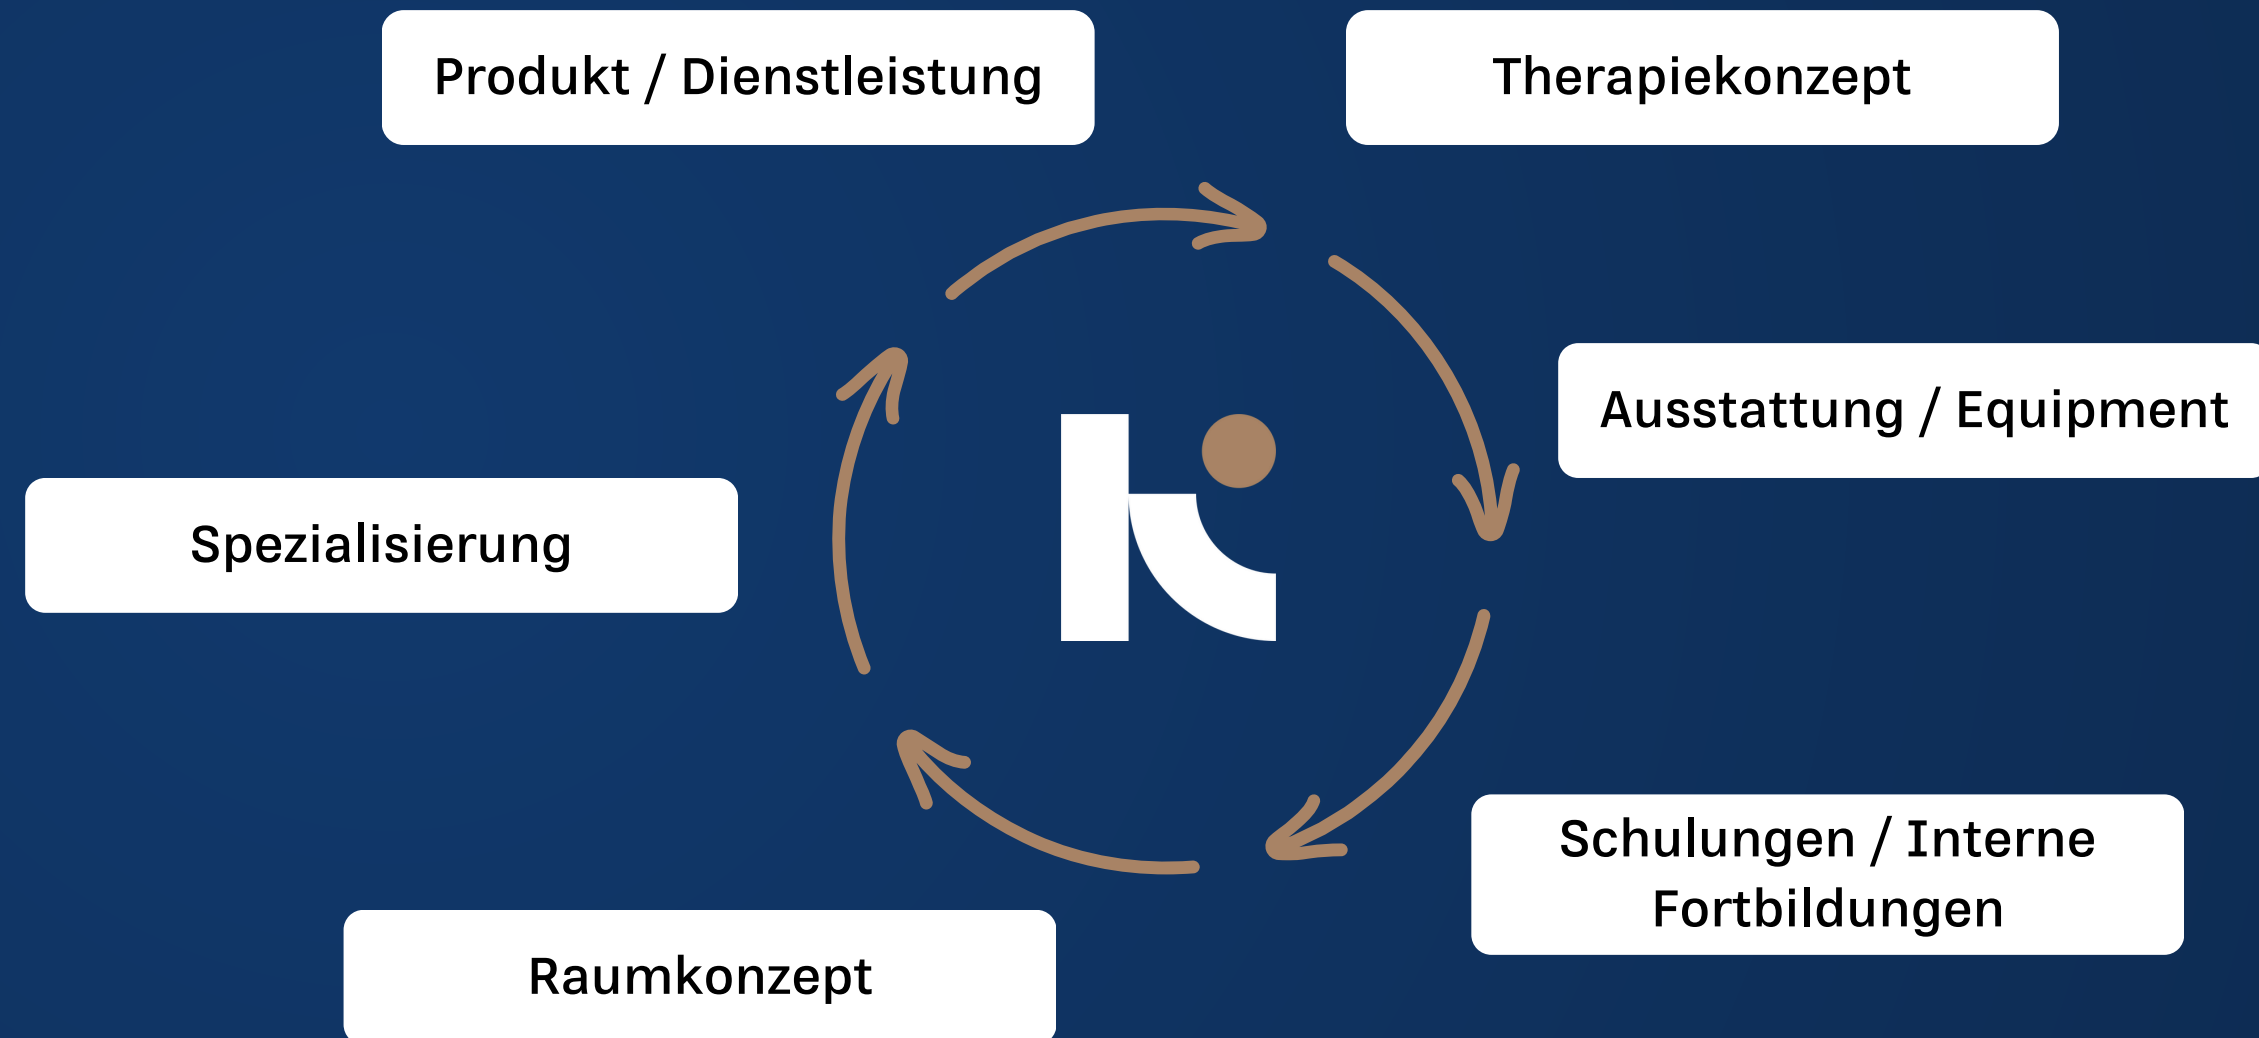 Produkt / Dienstleistung
Therapiekonzept
Ausstattung / Equipment
Spezialisierung
Schulungen / Interne
Fortbildungen
Raumkonzept